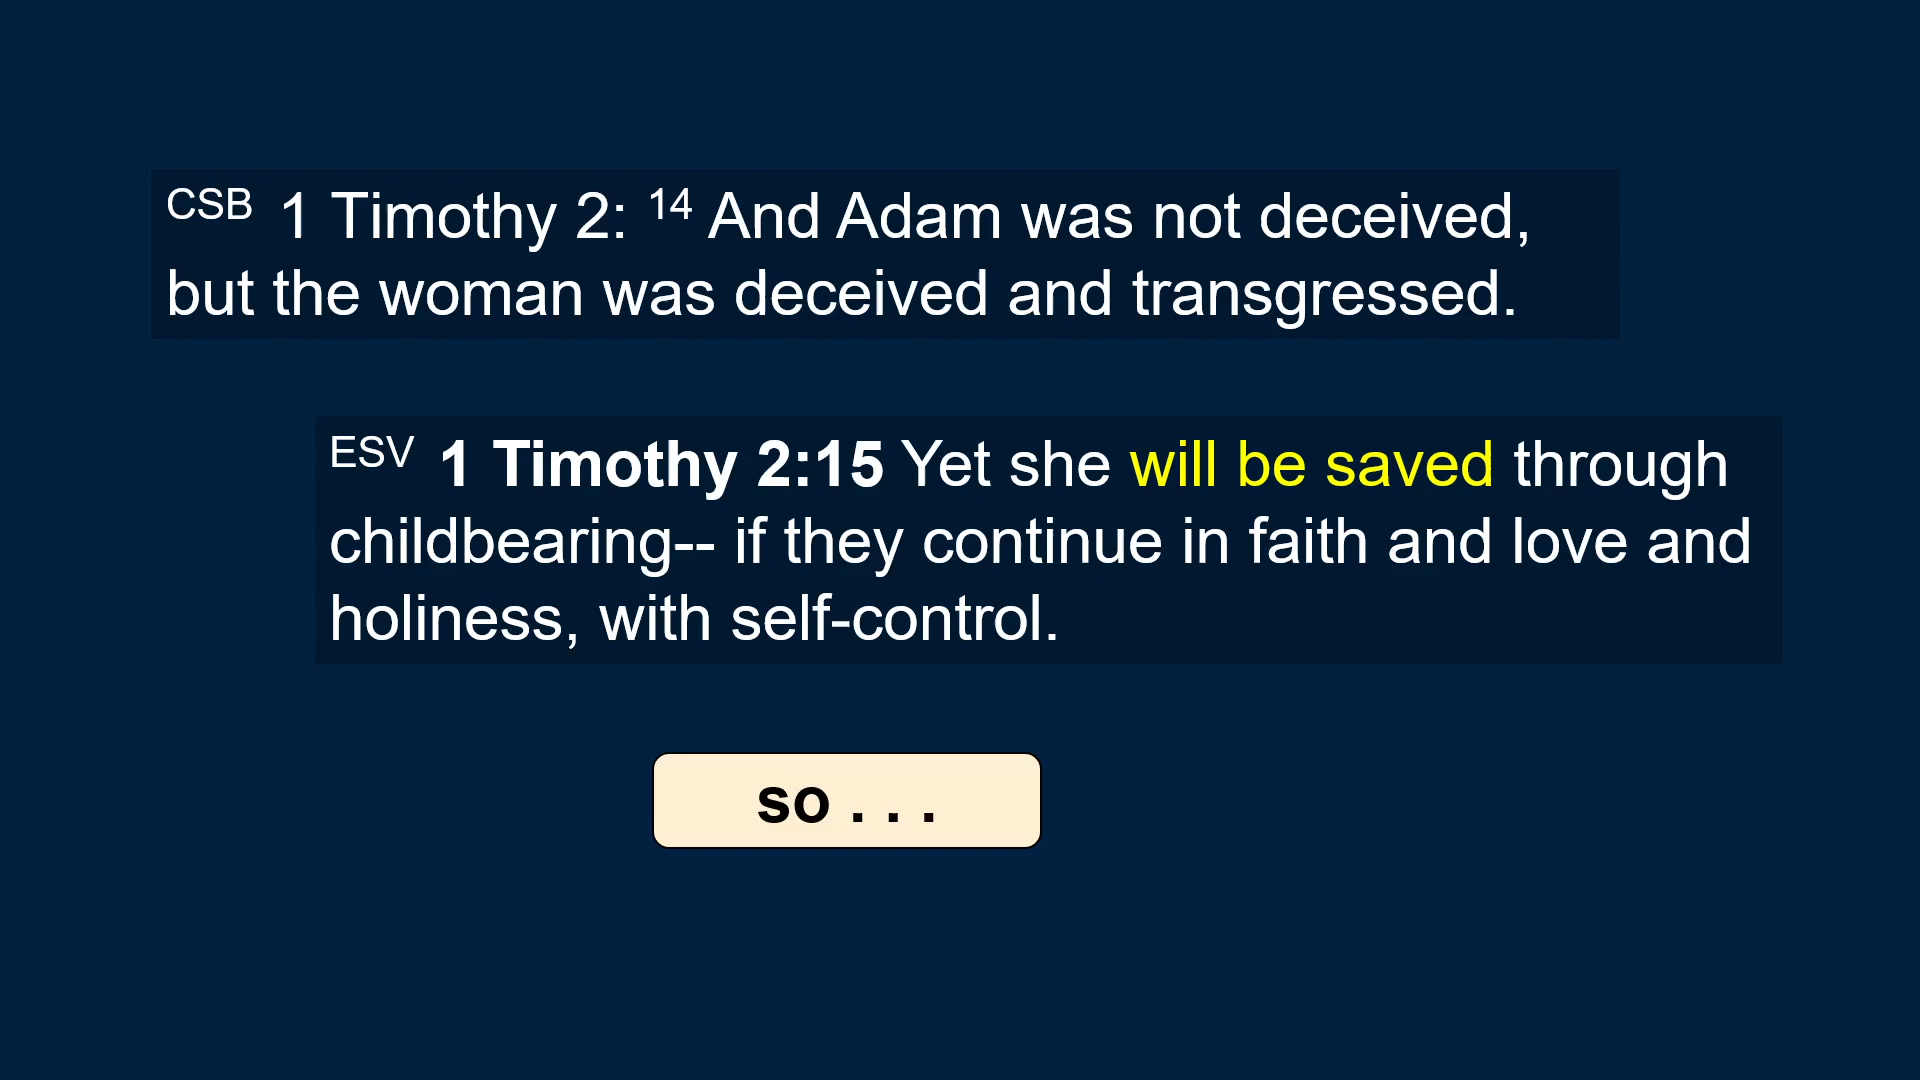 CSB 1 Timothy 2: 14 And Adam was not deceived,
but the woman was deceived and transgressed.
ESV 1 Timothy 2:15 Yet she will be saved through
childbearing-- if they continue in faith and love and
holiness, with self-control.
so . . .